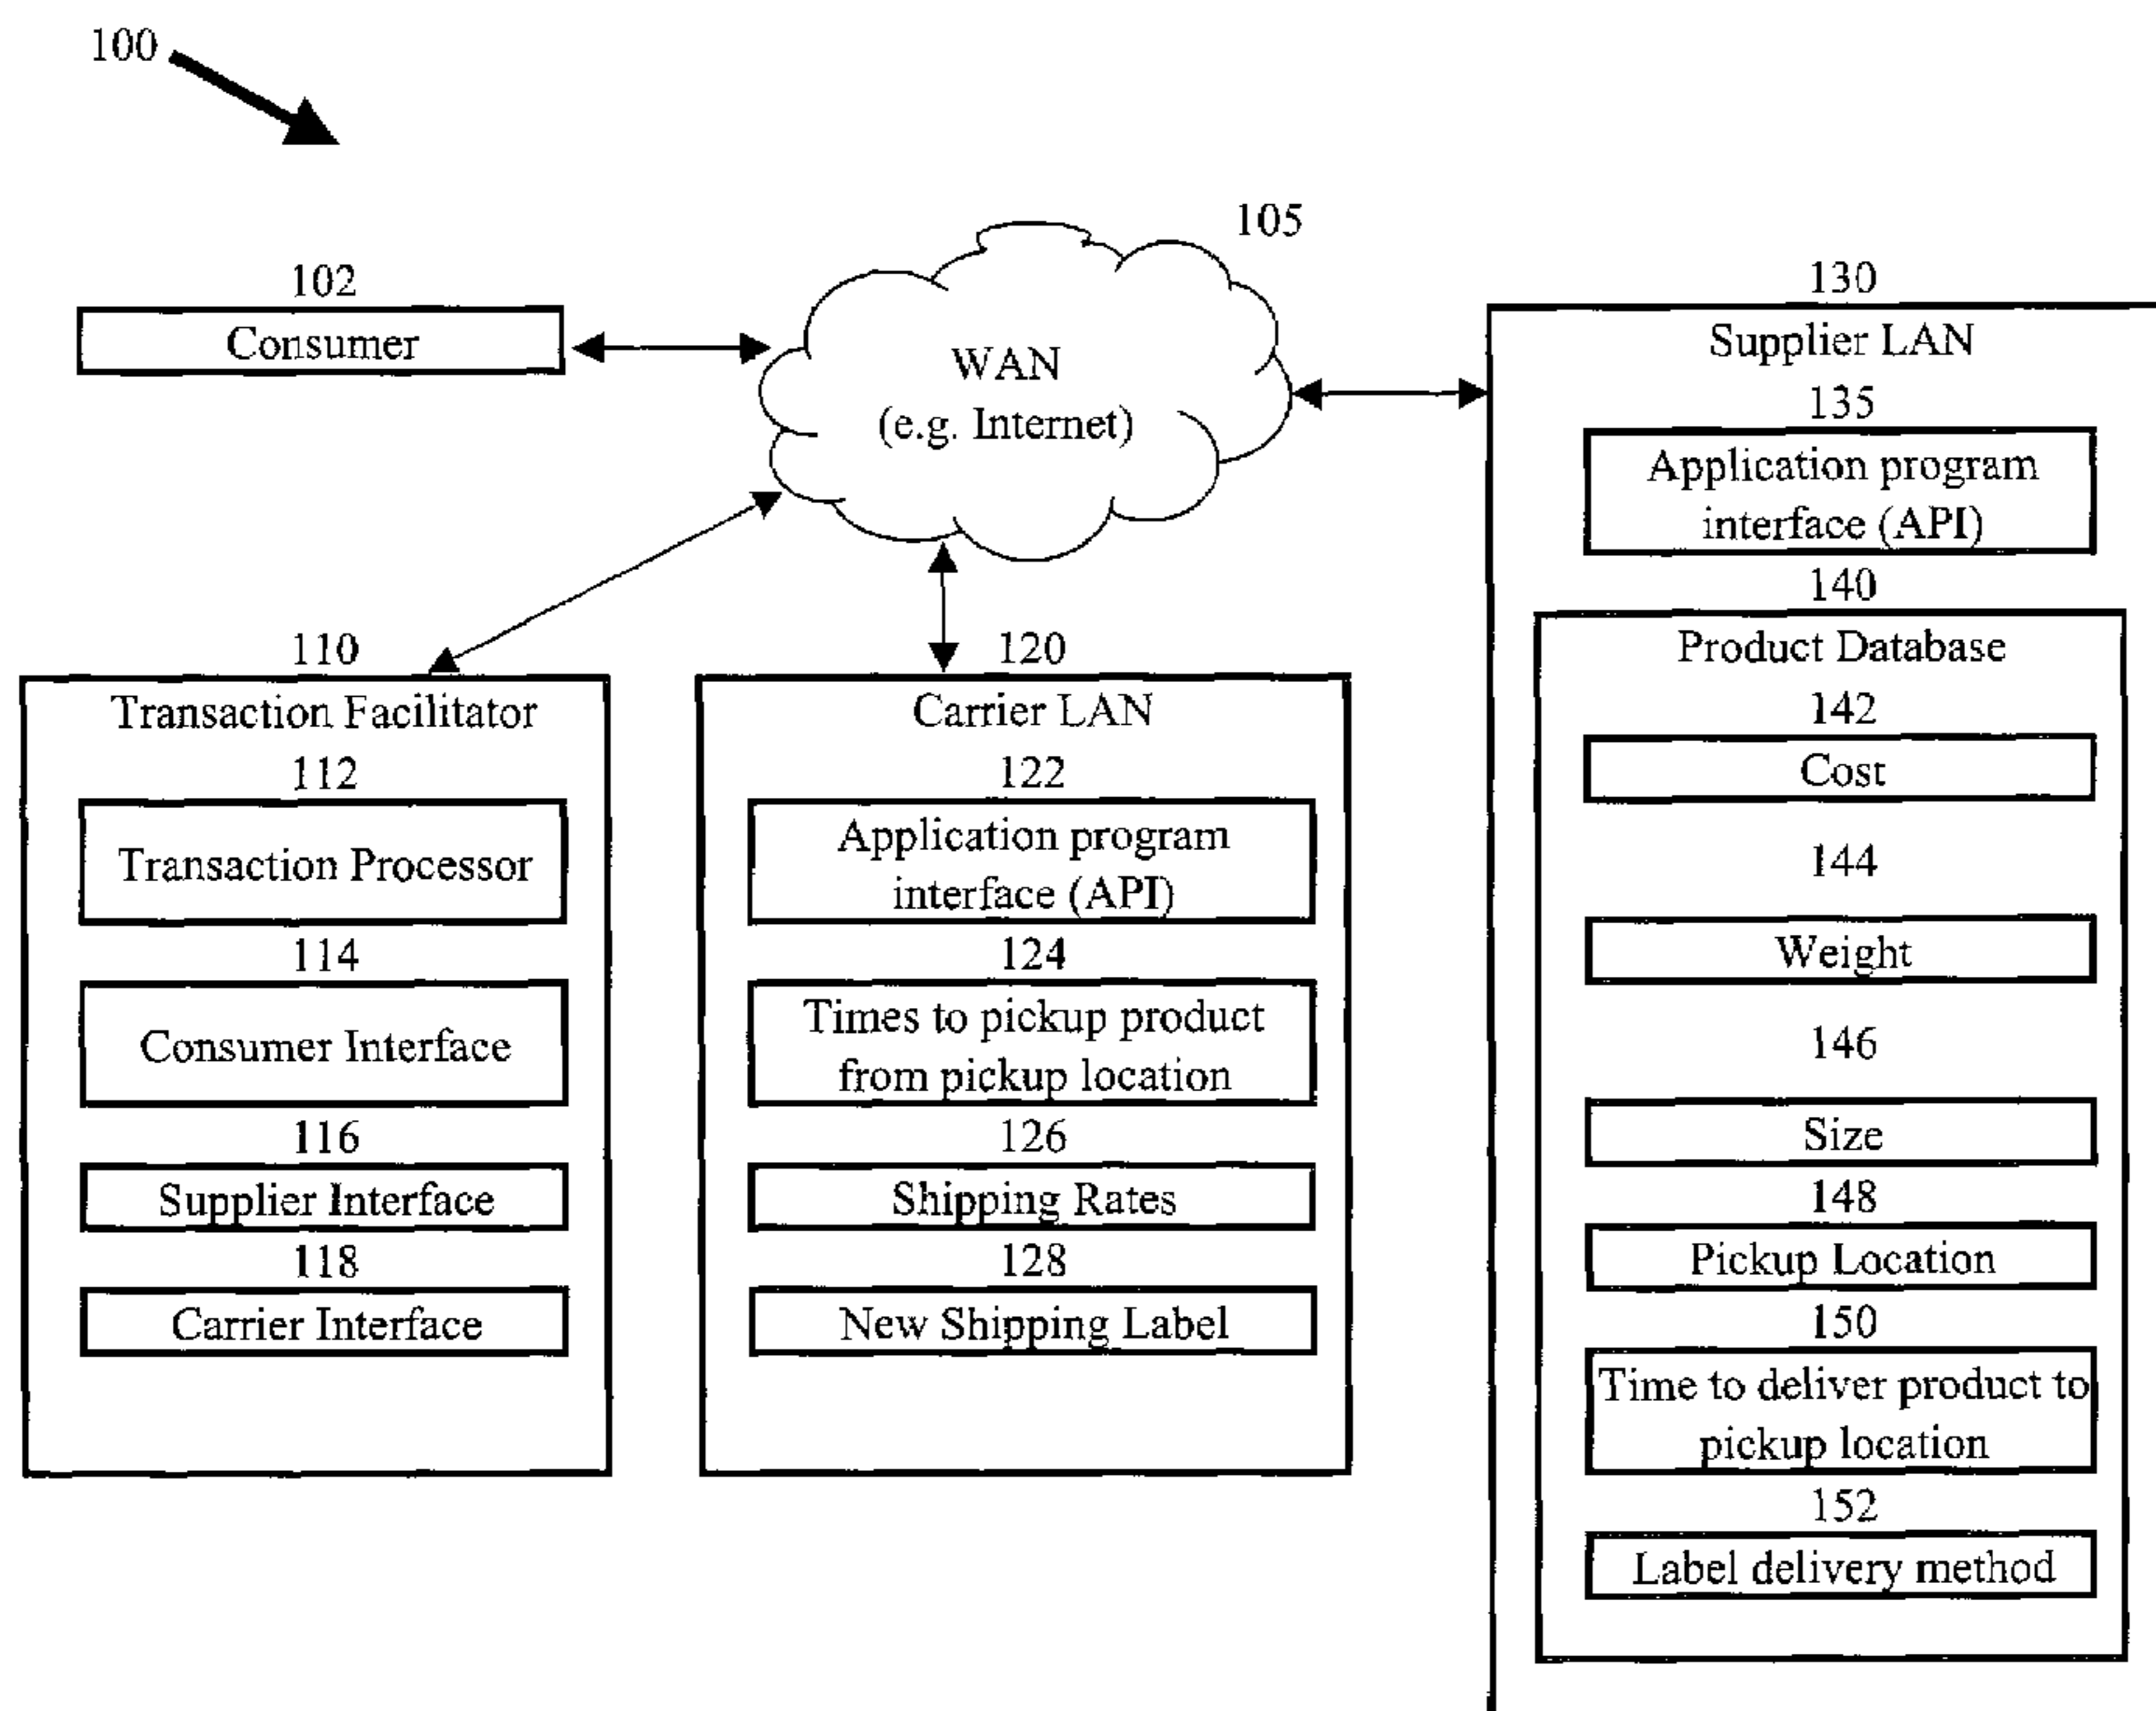 100
105
102
Consumer
WAN
(e.g. Internet)
110
Transaction Facilitator
112
Transaction Processor
114
Consumer Interface
116
Supplier Interface
118
Carrier Interface
120
Carrier LAN
122
Application program
interface (API)
124
Times to pickup product
from pickup location
126
Shipping Rates
128
New Shipping Label
130
Supplier LAN
135
Application program
interface (API)
140
Product Database
142
Cost
144
Weight
146
Size
148
Pickup Location
150
Time to deliver product to
pickup location
152
Label delivery method